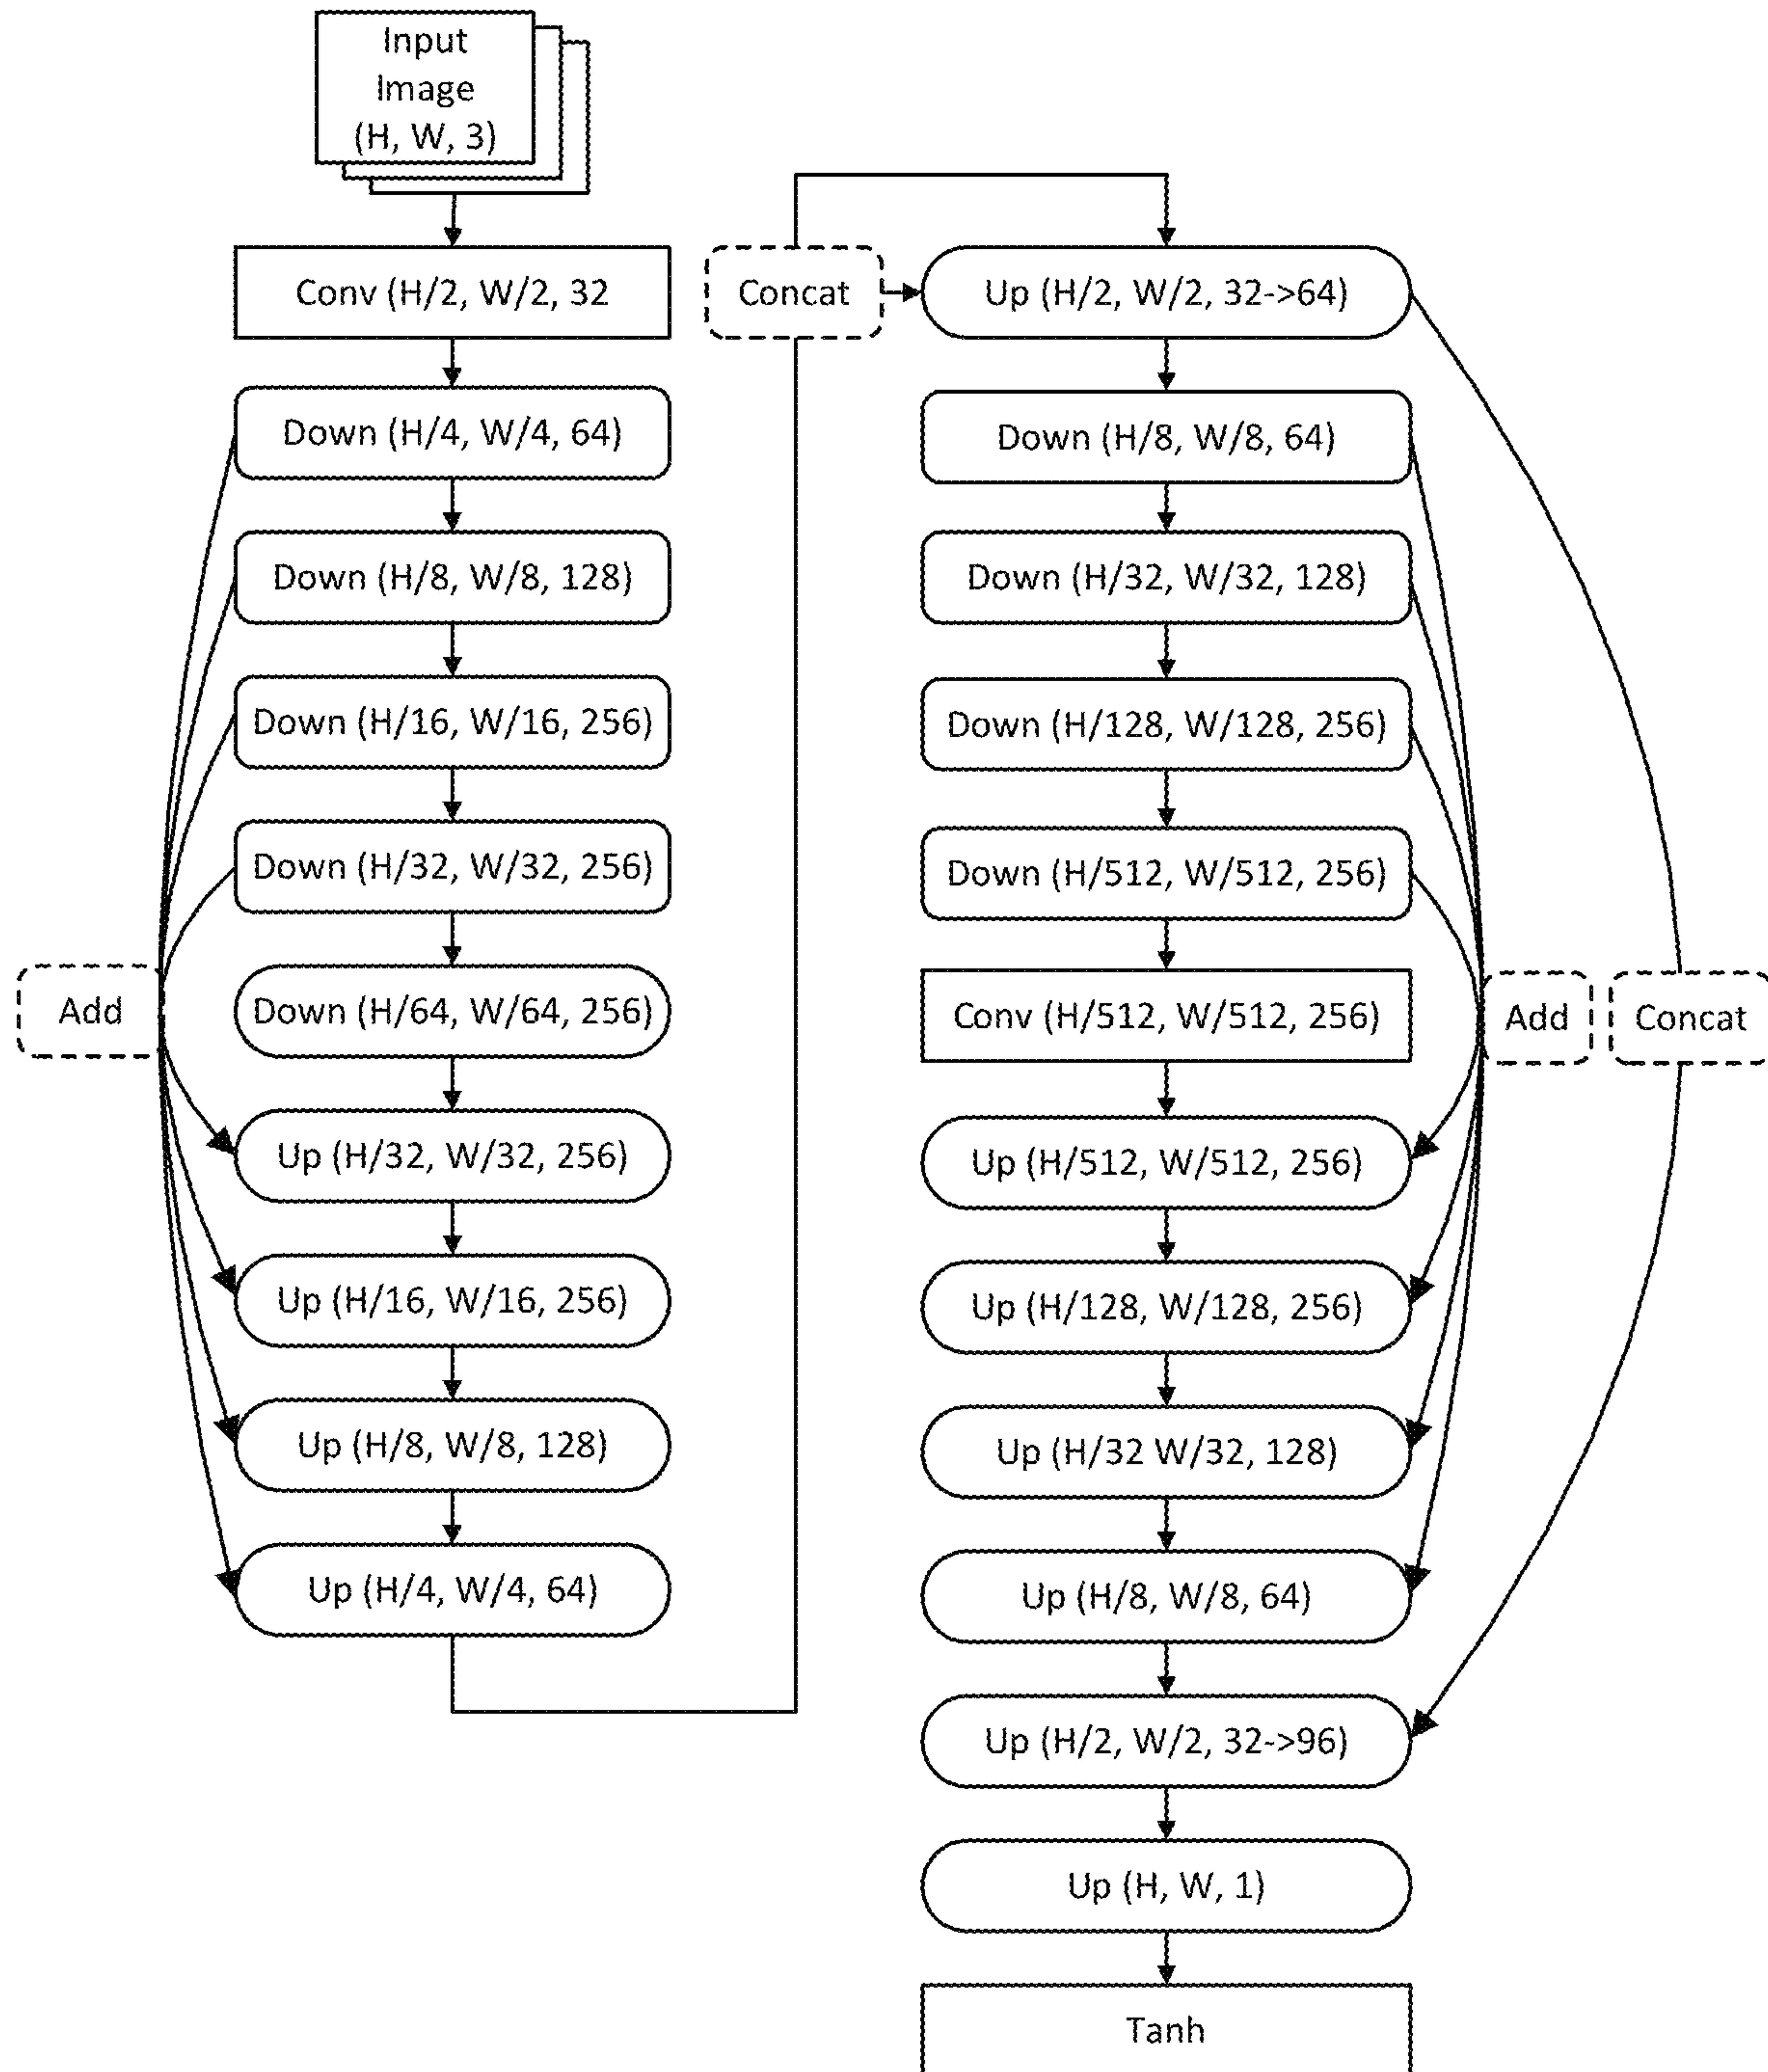 Input
Image
(H, W, 3)
Conv (H/2, W/2, 32
Down (H/4, W/4, 64)
Down (H/8, W/8, 128)
Down (H/16, W/16, 256)
Down (H/32, W/32, 256)
Add
Down (H/64, W/64, 256)
Up (H/32, W/32, 256)
Up (H/16, W/16, 256)
Up (H/8, W/8, 128)
Up (H/4, W/4, 64)
Concat
Up (H/2, W/2, 32->64)
Down (H/8, W/8, 64)
Down (H/32, W/32, 128)
Down (H/128, W/128, 256)
Down (H/512, W/512, 256)
Conv (H/512, W/512, 256)
Add
Concat
Up (H/512, W/512, 256)
Up (H/128, W/128, 256)
Up (H/32 W/32, 128)
Up (H/8, W/8, 64)
Up (H/2, W/2, 32->96)
Up (H, W, 1)
Tanh